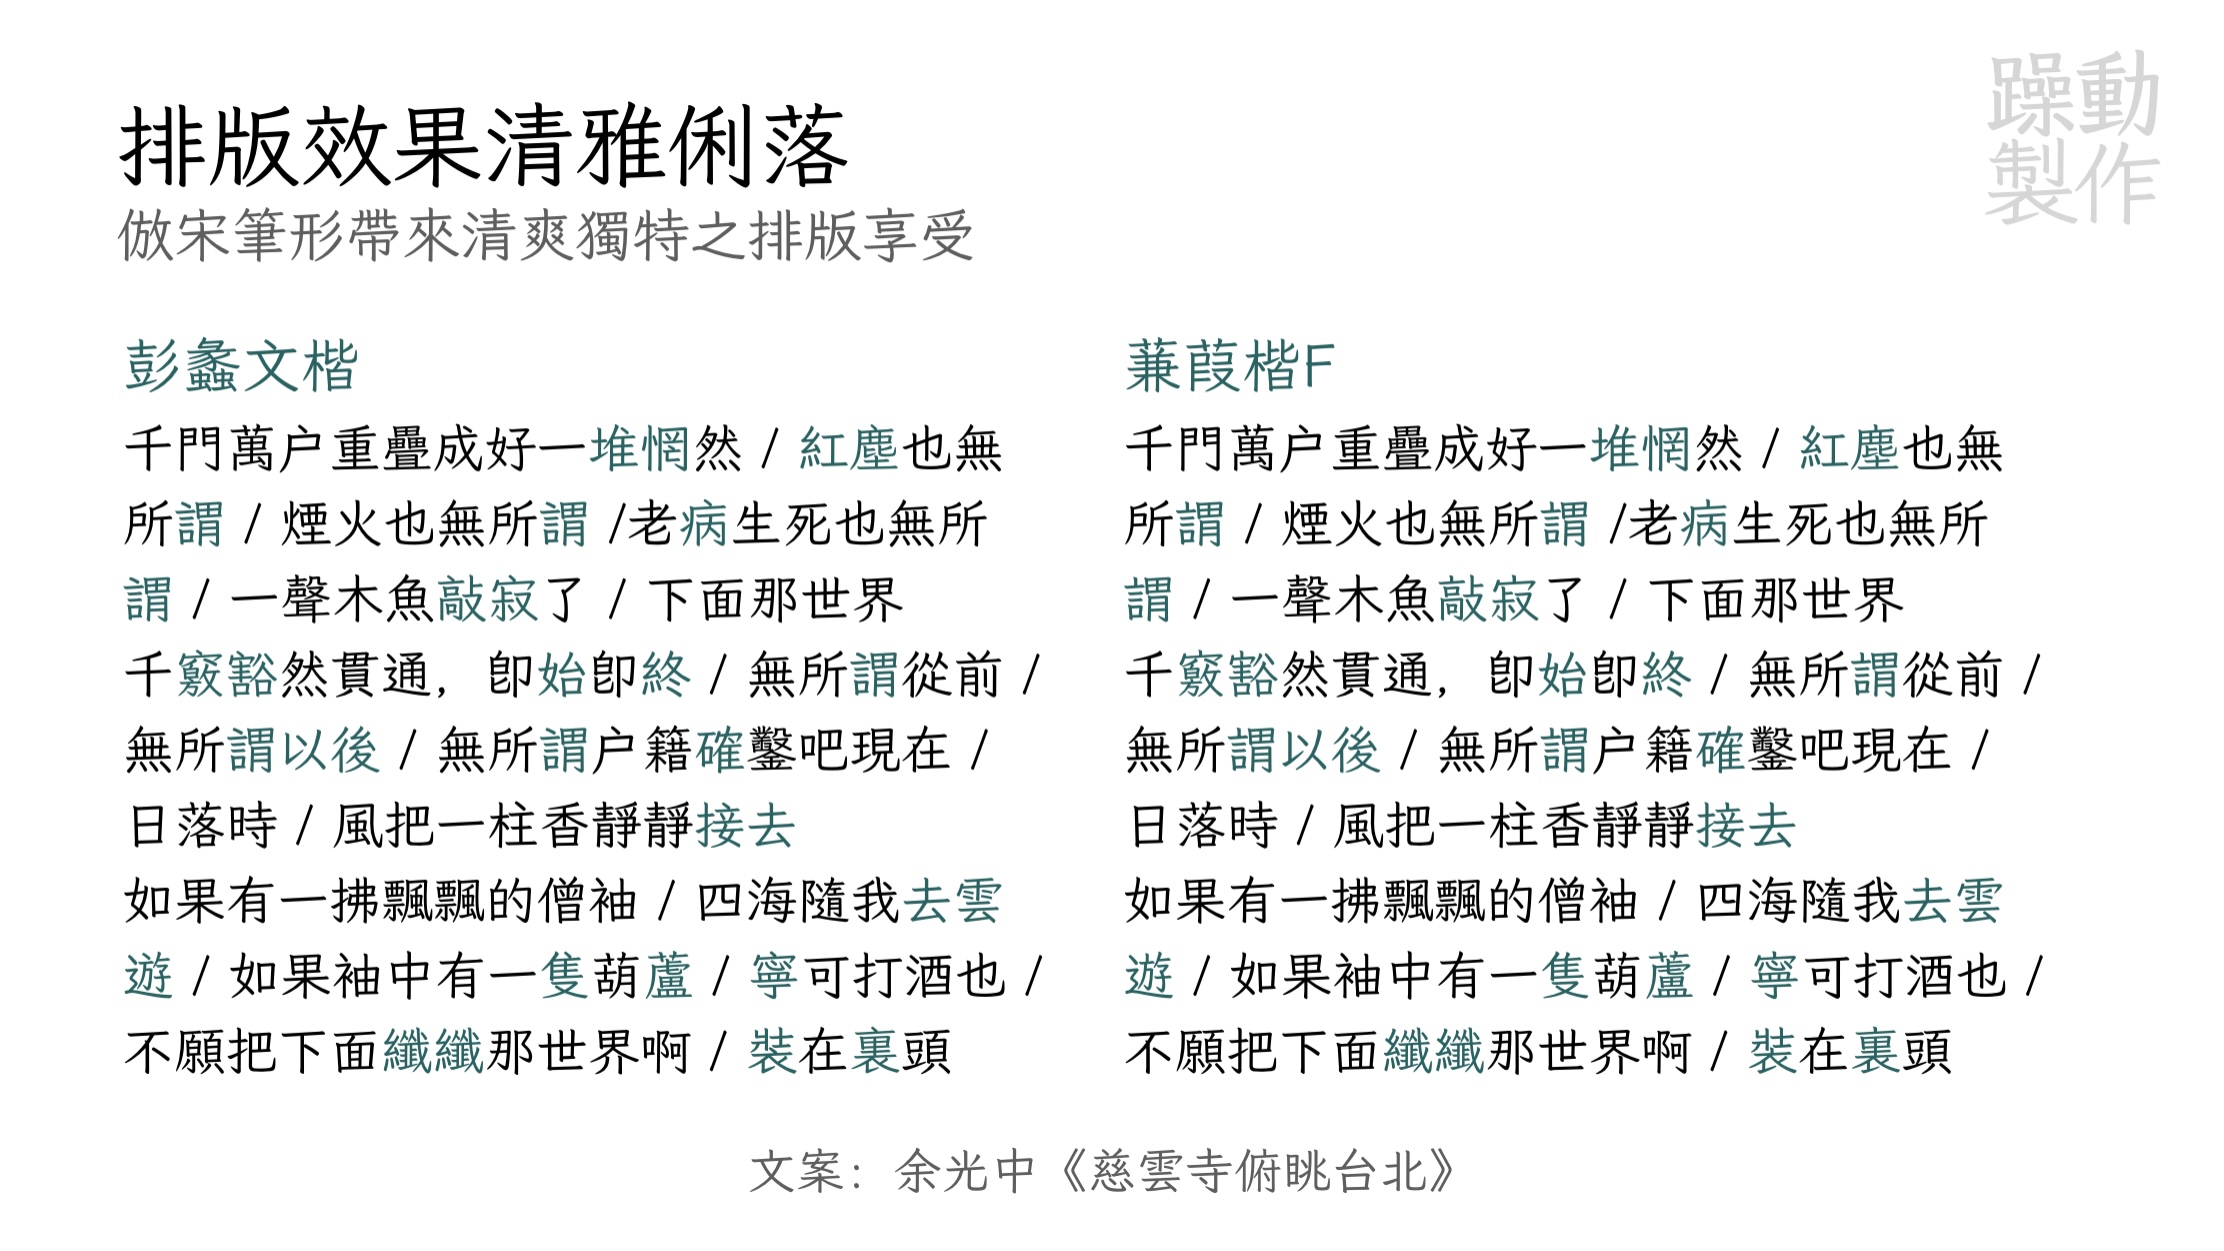 排版效果清雅俐落
倣宋筆形帶來清爽獨特之排版享受
躁動
製作
彭蠡文楷
千門萬户重疊成好一堆惘然 / 紅塵也無
所謂 / 煙火也無所謂 /老病生死也無所
謂 / 一聲木魚敲寂了 / 下面那世界
千竅豁然貫通，卽始卽終 / 無所謂從前 /
無所謂以後 / 無所謂户籍確鑿吧現在 /
日落時 / 風把一柱香靜靜接去
如果有一拂飄飄的僧袖 / 四海隨我去雲
遊 / 如果袖中有一隻葫蘆 / 寧可打酒也 /
不願把下面纖纖那世界啊 / 裝在裏頭
蒹葭楷F
千門萬户重疊成好一堆惘然 / 紅塵也無
所謂 / 煙火也無所謂 /老病生死也無所
謂 / 一聲木魚敲寂了 / 下面那世界
千竅豁然貫通，卽始卽終 / 無所謂從前 /
無所謂以後 / 無所謂户籍確鑿吧現在 /
日落時 / 風把一柱香靜靜接去
如果有一拂飄飄的僧袖 / 四海隨我去雲
遊 / 如果袖中有一隻葫蘆 / 寧可打酒也 /
不願把下面纖纖那世界啊 / 裝在裏頭
文案：余光中《慈雲寺俯眺台北》